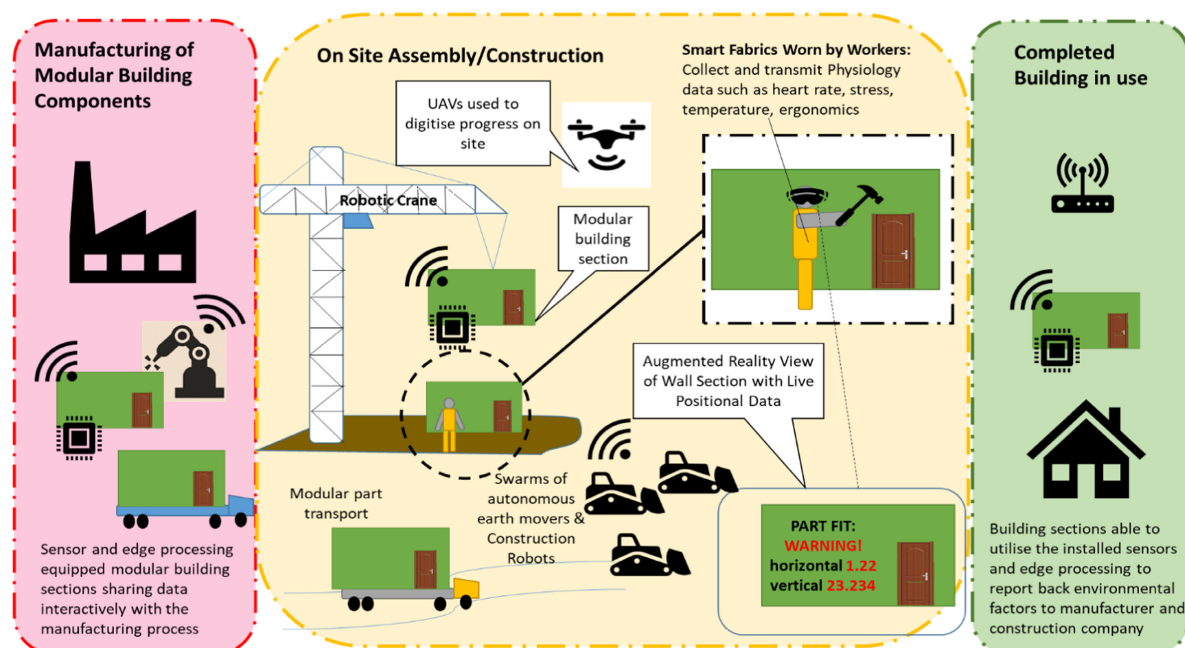 Manufacturing of
Modular Building
Components
Sensor and edge processing
equipped modular building
sections sharing data
interactively with the
manufacturing process
On Site Assembly/Construction
UAVs used to
digitise progress on
site
Robotic Crane
Modular
building
section
Smart Fabrics Worn by Workers:
Collect and transmit Physiology
data such as heart rate, stress,
temperature, ergonomics
Augmented Reality View
of Wall Section with Live
Positional Data
Swarms of
autonomous
earth movers &
Construction
Robots
Modular part
transport
PART FIT:
WARNING!
horizontal 1.22
vertical 23.234
Completed
Building in use
Building sections able to
utilise the installed sensors
and edge processing to
report back environmental
factors to manufacturer and
construction company